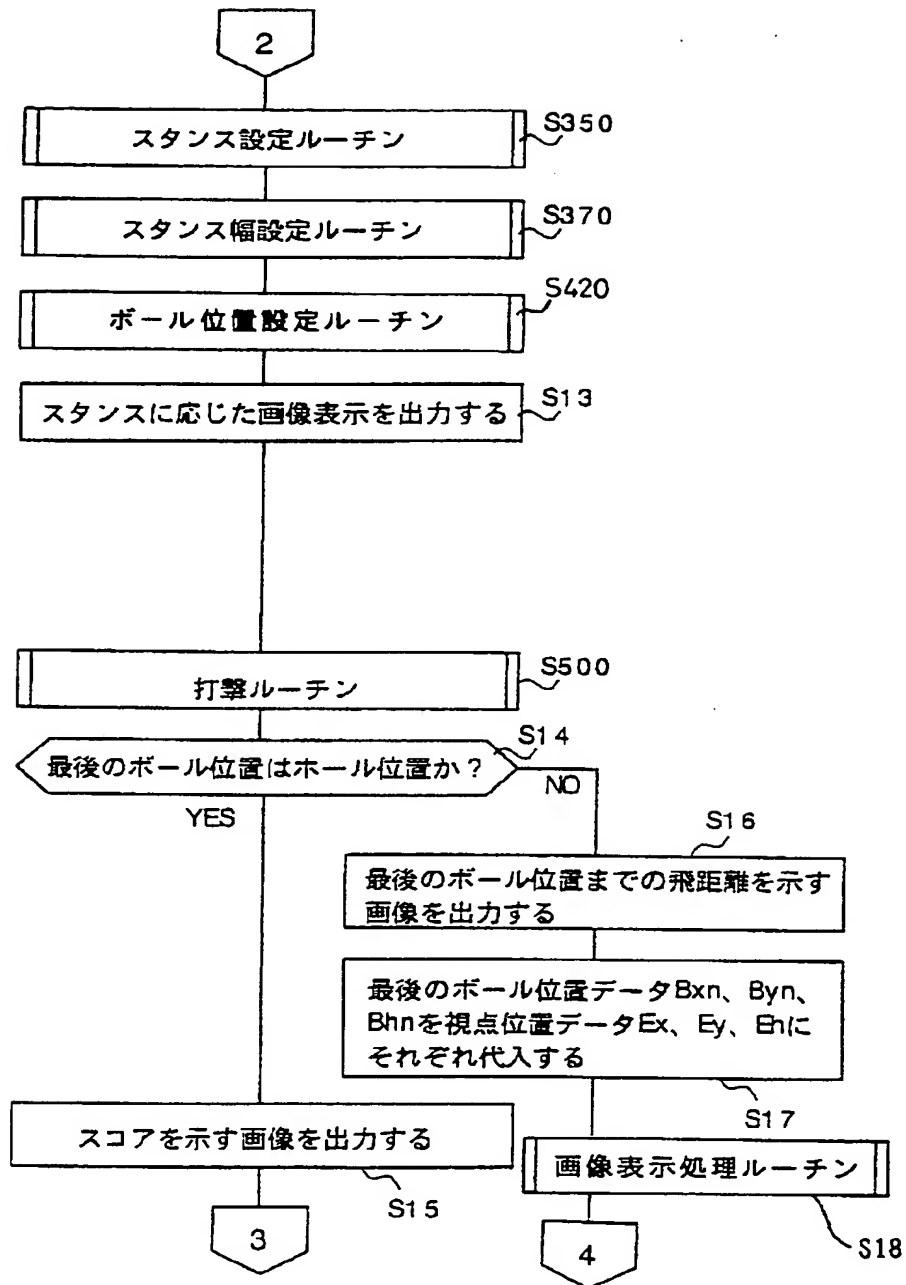 2
スタンス設定ルーチン
S350
スタンス幅設定ルーチン
S370
ボール位置設定ルーチン
S420
スタンスに応じた画像表示を出力する
S13
打撃ルーチン
S500
最後のボール位置はホール位置か？
S14
NO
YES
S16
最後のボール位置までの飛距離を示す
画像を出力する
最後のボール位置データBxn、Byn、
Bhnを視点位置データEx、Ey、Ehに
それぞれ代入する
S17
スコアを示す画像を出力する
S15
画像表示処理ルーチン
S18
3
4